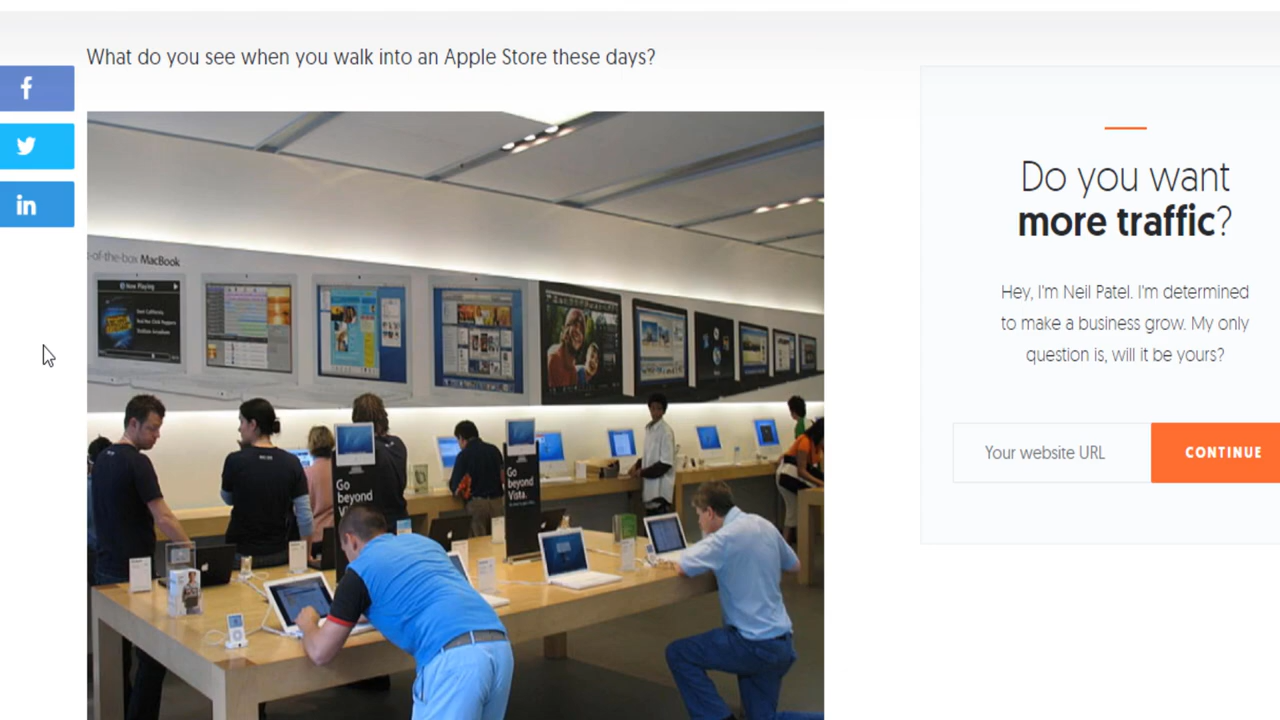 What do you see when you walk into an Apple Store these days?
f
in
-of-the-box MacBook
Now Playing
Go
beyond
Go
beyond
Vista.
Do you want
more traffic?
Hey, I'm Neil Patel. I'm determined
to make a business grow. My only
question is, will it be yours?
Your website URL
CONTINUE